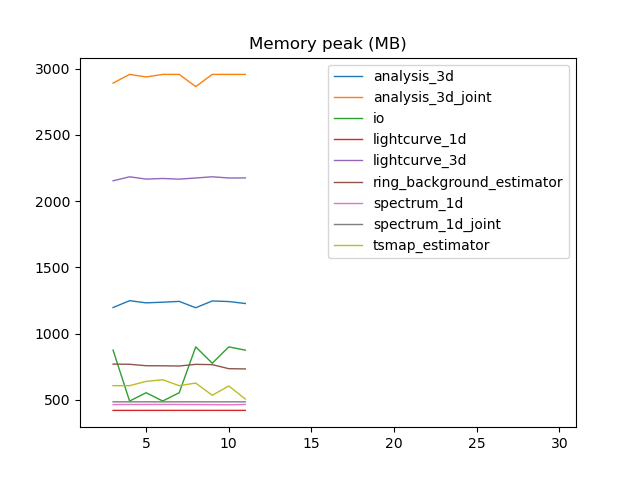 Memory peak (MB)
3000
2500
2000
1500
1000
500
5
10
15
20
25
30
analysis_3d
analysis_3d_joint
io
lightcurve_1d
lightcurve_3d
ring_background_estimator
spectrum_1d
spectrum_1d_joint
tsmap_estimator